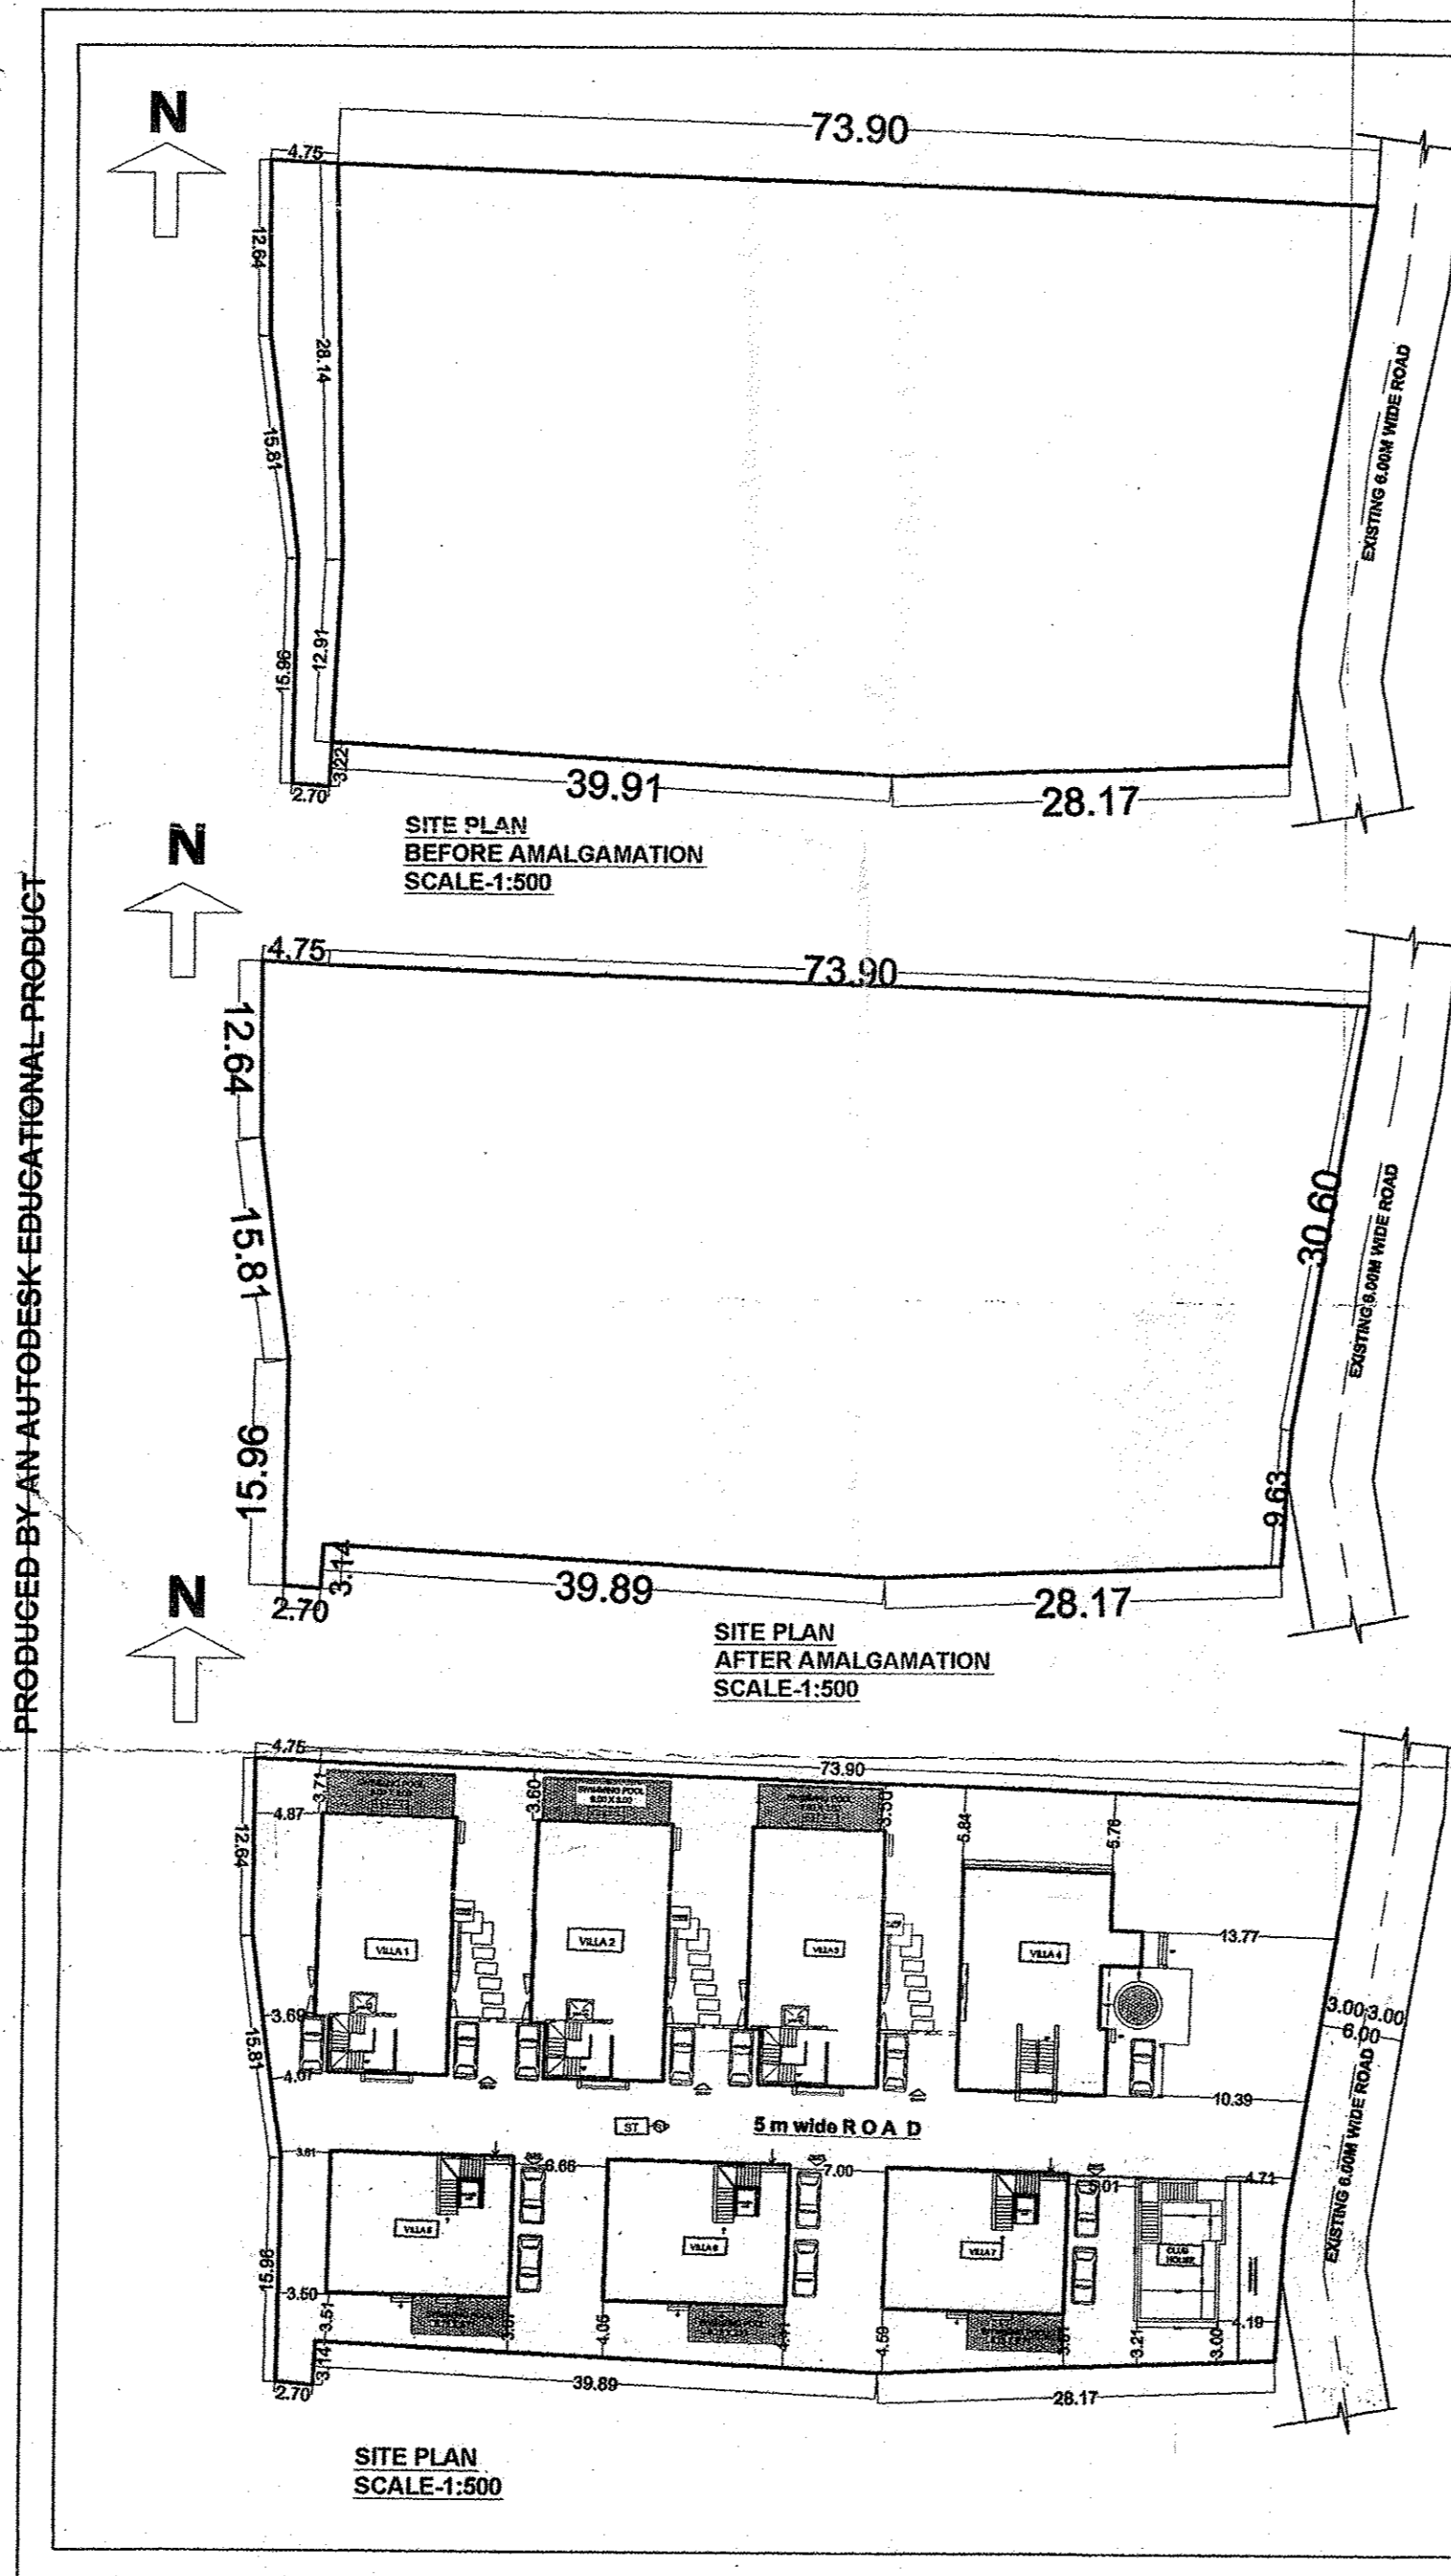 PRODUCED BY AN AUTODESK EDUCATIONAL PRODUCT
N
73.90
4.75
12.64
28.14
15.81
EXISTING 6.00M WIDE ROAD
12.91
15.96
3.22
2.70
39.91
28.17
SITE PLAN
BEFORE AMALGAMATION
SCALE-1:500
N
4.75
73.90
12.64
15.81
30.60
EXISTING 6.00M WIDE ROAD
15.96
9.63
3.14
2.70
39.89
28.17
SITE PLAN
AFTER AMALGAMATION
SCALE-1:500
N
4.75
73.90
3.71
3.60
3.50
5.84
5.76
4.87
12.64
VILLA 1
VILLA 2
VILLA 3
VILLA 4
13.77
3.69
3.00
3.00
6.00
15.81
4.07
10.39
ST
5 m wide R O A D
3.61
6.66
7.00
5.01
4.71
VILLA 5
VILLA 6
VILLA 7
CLUB
HOUSE
EXISTING 6.00M WIDE ROAD
15.96
3.50
3.51
4.05
4.59
3.21
3.00
4.19
3.14
2.70
39.89
28.17
SITE PLAN
SCALE-1:500